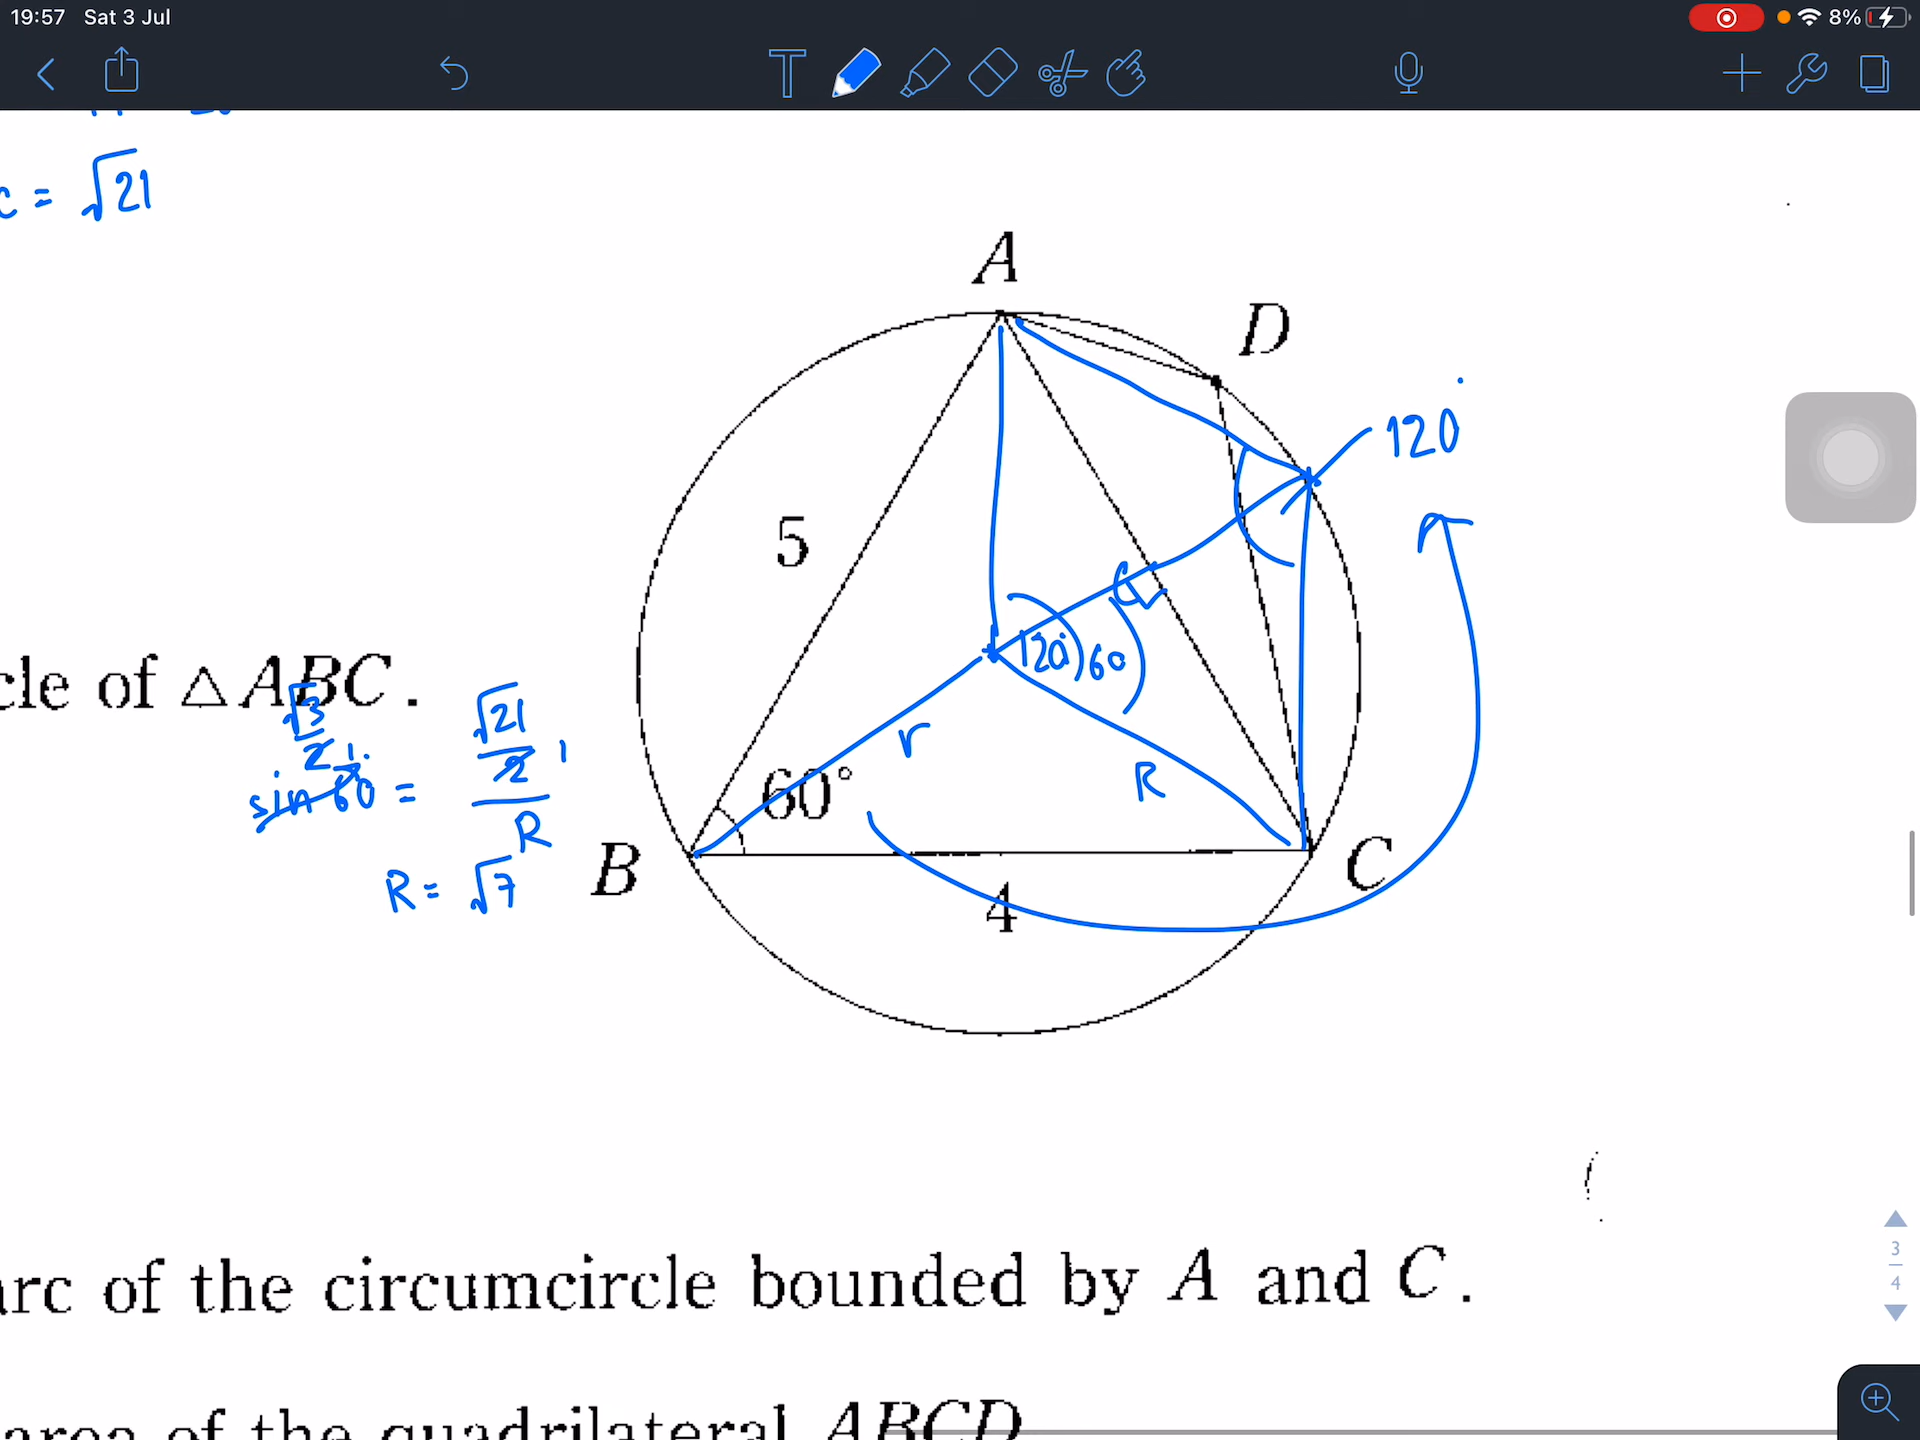 19:57 Sat 3 Jul
8%
T
c = √21
A
D
120°
5
120° 60
cle of △ABC.
√3
2
sin 60 = √21/2
R
R = √7
r
60°
R
B
C
4
arc of the circumcircle bounded by A and C.
area of the quadrilateral ABCD
3
4